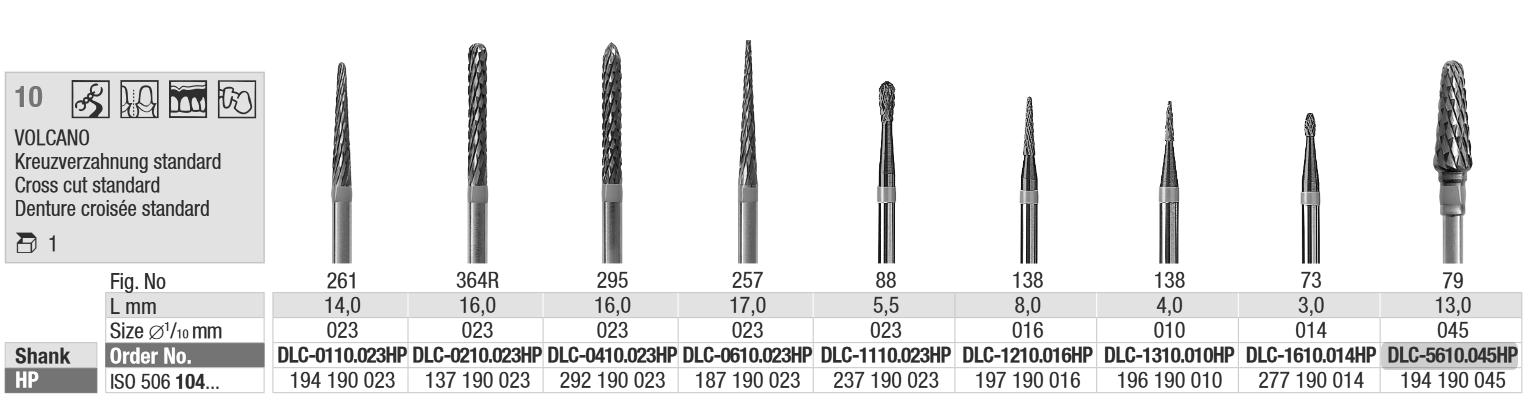 10
VOLCANO
Kreuzverzahnung standard
Cross cut standard
Denture croisée standard
1
Fig. No 261 364R 295 257 88 138 138 73 79
L mm 14,0 16,0 16,0 17,0 5,5 8,0 4,0 3,0 13,0
Size ∅1/10 mm 023 023 023 023 023 016 010 014 045
Shank Order No. DLC-0110.023HP DLC-0210.023HP DLC-0410.023HP DLC-0610.023HP DLC-1110.023HP DLC-1210.016HP DLC-1310.010HP DLC-1610.014HP DLC-5610.045HP
HP ISO 506 104... 194 190 023 137 190 023 292 190 023 187 190 023 237 190 023 197 190 016 196 190 010 277 190 014 194 190 045